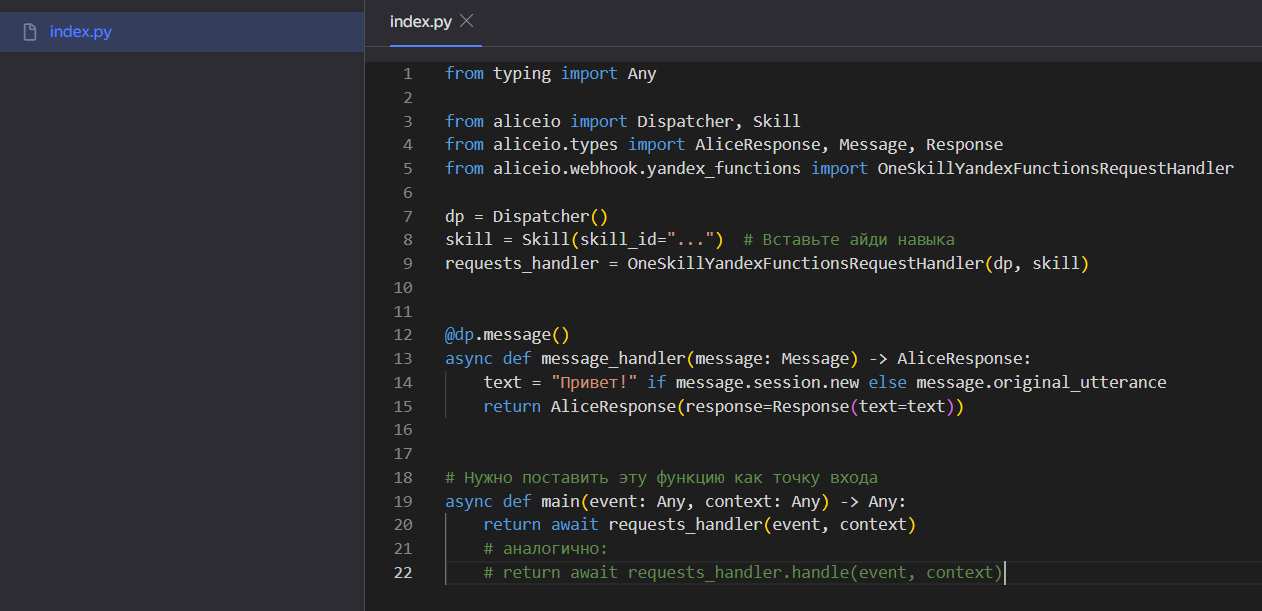 index.py
index.py
1 from typing import Any
2
3 from aliceio import Dispatcher, Skill
4 from aliceio.types import AliceResponse, Message, Response
5 from aliceio.webhook.yandex_functions import OneSkillYandexFunctionsRequestHandler
6
7 dp = Dispatcher()
8 skill = Skill(skill_id="...")  # Вставьте айди навыка
9 requests_handler = OneSkillYandexFunctionsRequestHandler(dp, skill)
10
11
12 @dp.message()
13 async def message_handler(message: Message) -> AliceResponse:
14     text = "Привет!" if message.session.new else message.original_utterance
15     return AliceResponse(response=Response(text=text))
16
17
18 # Нужно поставить эту функцию как точку входа
19 async def main(event: Any, context: Any) -> Any:
20     return await requests_handler(event, context)
21     # аналогично:
22     # return await requests_handler.handle(event, context)